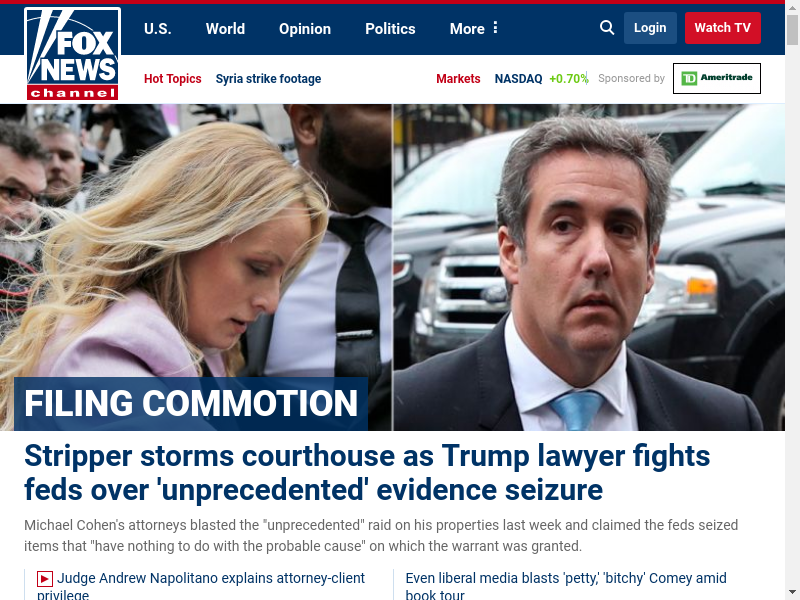 FOX
NEWS
channel
U.S. World Opinion Politics More Login Watch TV
Hot Topics Syria strike footage Markets NASDAQ +0.70% Sponsored by TD Ameritrade
FILING COMMOTION
Stripper storms courthouse as Trump lawyer fights
feds over 'unprecedented' evidence seizure
Michael Cohen's attorneys blasted the "unprecedented" raid on his properties last week and claimed the feds seized
items that "have nothing to do with the probable cause" on which the warrant was granted.
Judge Andrew Napolitano explains attorney-client
privilege
Even liberal media blasts 'petty,' 'bitchy' Comey amid
book tour